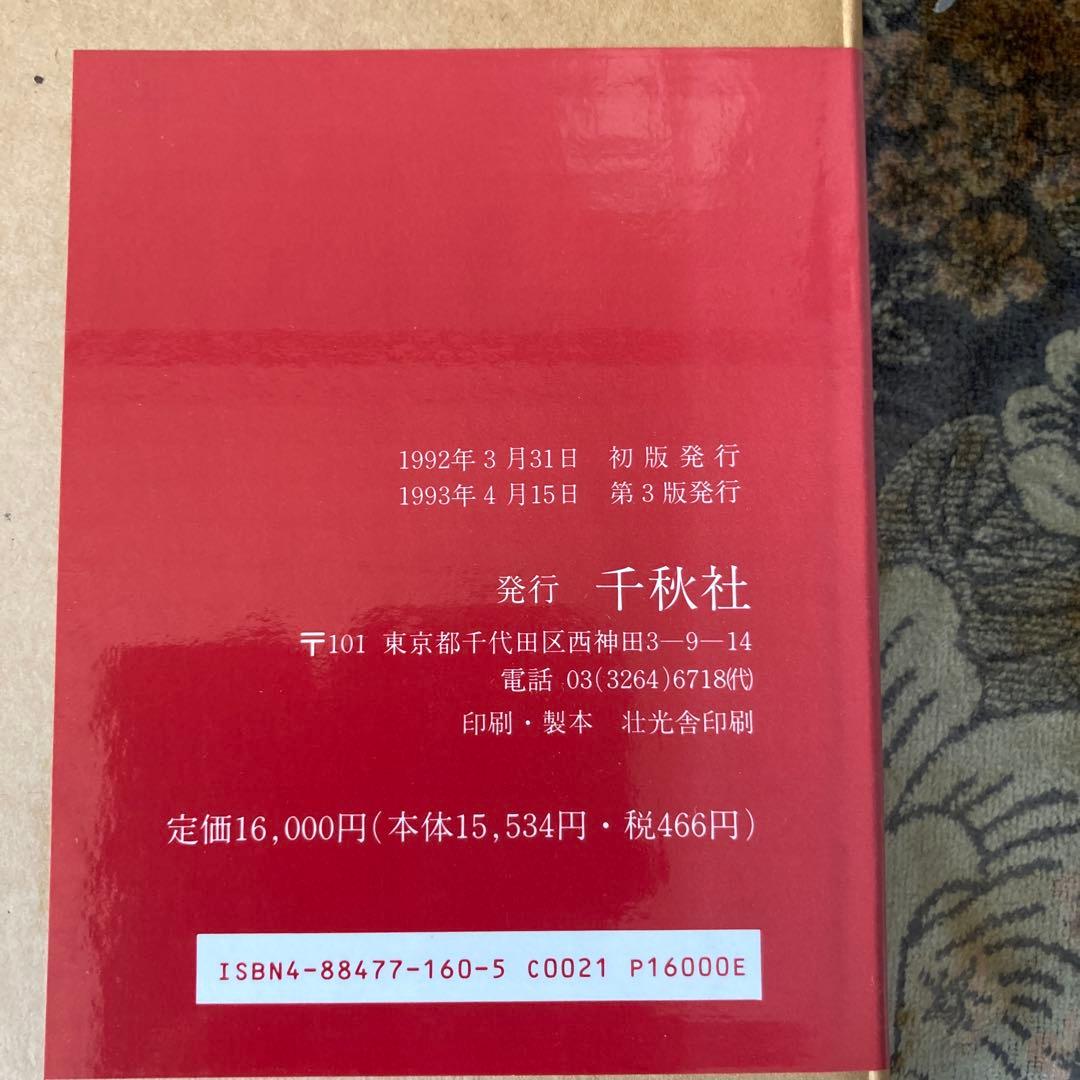 1992年3月31日 初版発行
1993年4月15日 第3版発行
発行 千秋社
〒101 東京都千代田区西神田3―9―14
電話 03(3264)6718㈹
印刷・製本 壮光舎印刷
定価16,000円(本体15,534円・税466円)
ISBN4-88477-160-5 C0021 P16000E